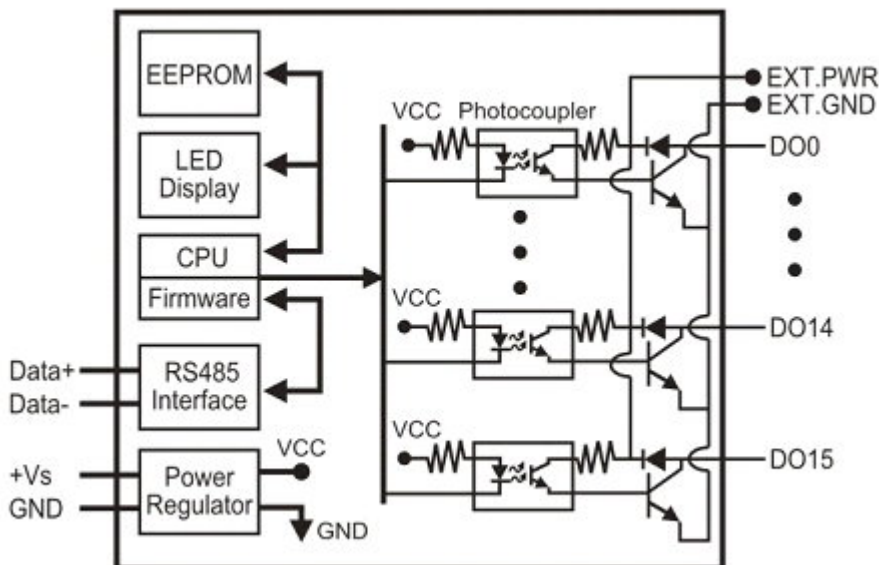 EEPROM
LED
Display
CPU
Firmware
RS485
Interface
Power
Regulator
Data+
Data-
+Vs
GND
VCC
GND
VCC
Photocoupler
VCC
VCC
EXT.PWR
EXT.GND
DO0
DO14
DO15